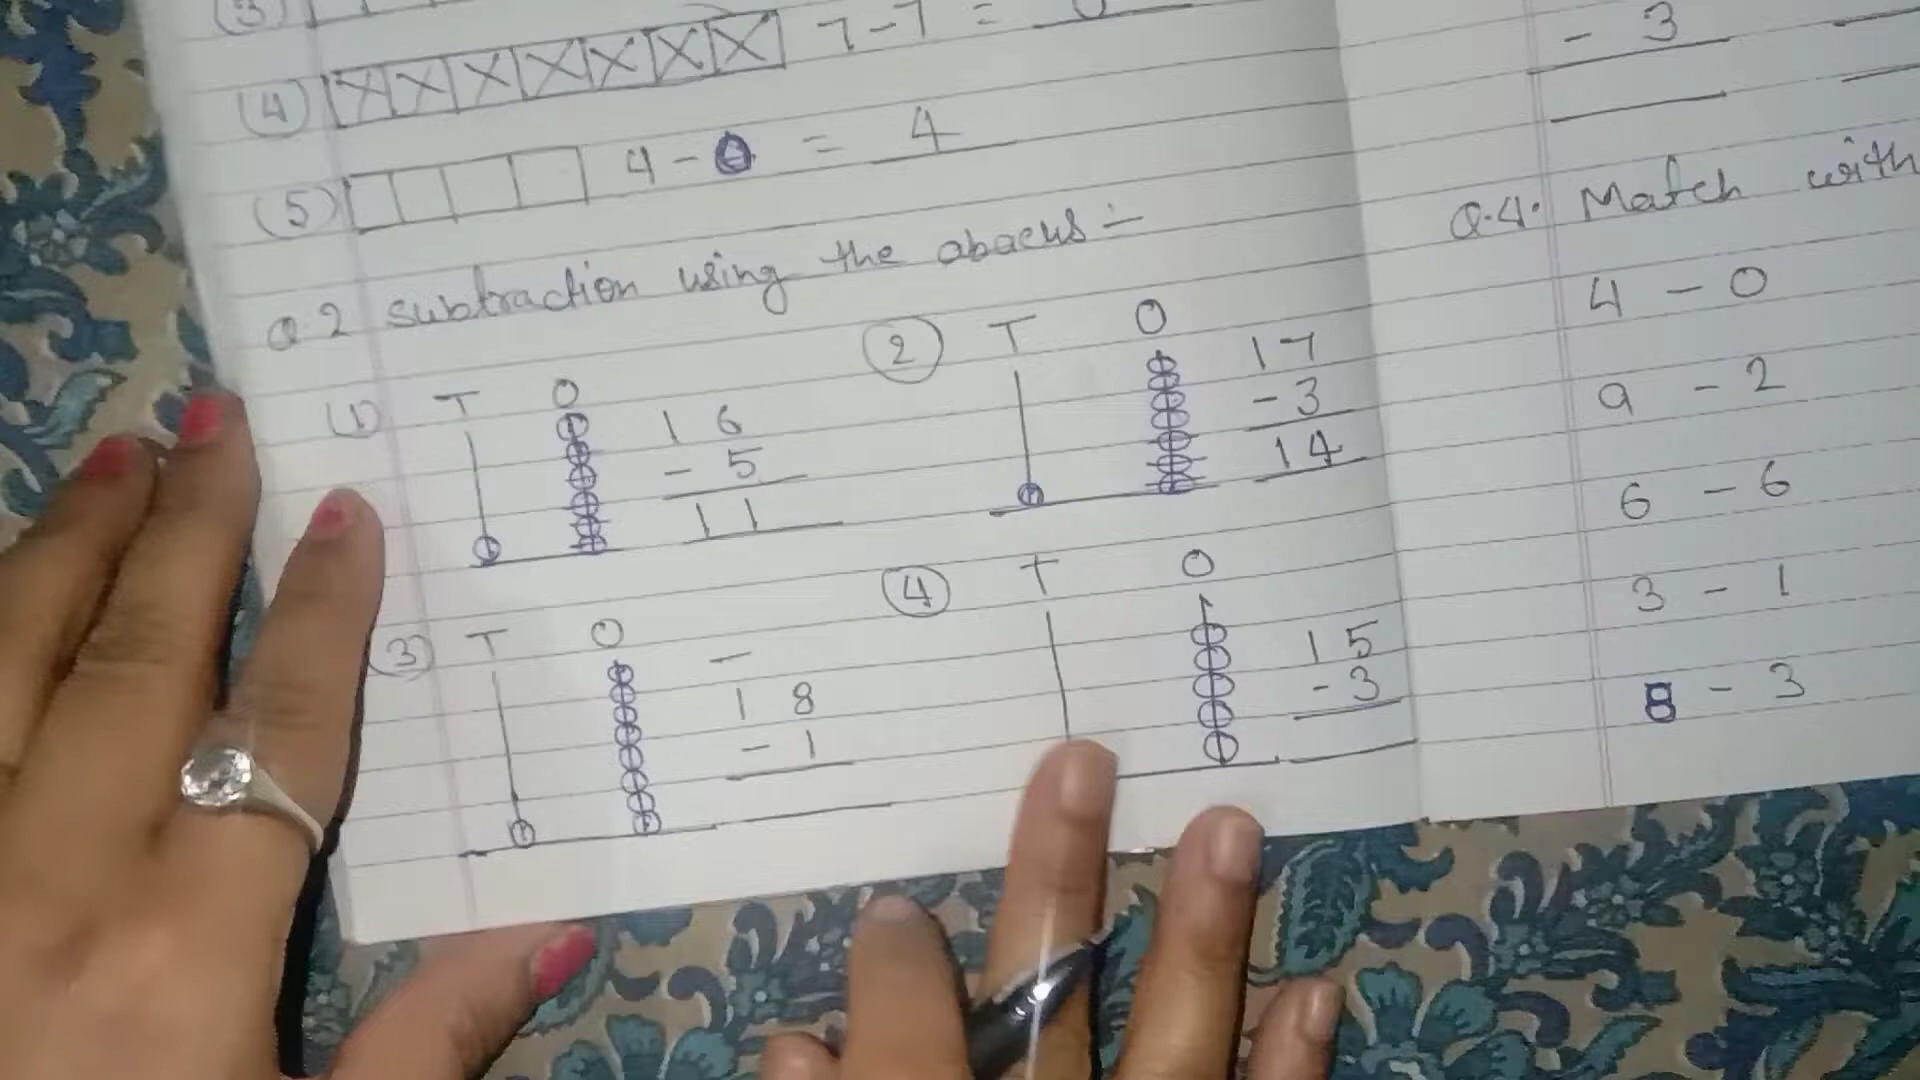 (3)
(4) 7-7 = 0
(5) 4-0 = 4
Q.2 subtraction using the abacus :-
(1) T O
16
- 5
11
(2) T O
17
- 3
14
(3) T O
18
- 1
(4) T O
15
- 3
- 3
Q.4. Match with
4 - 0
9 - 2
6 - 6
3 - 1
8 - 3